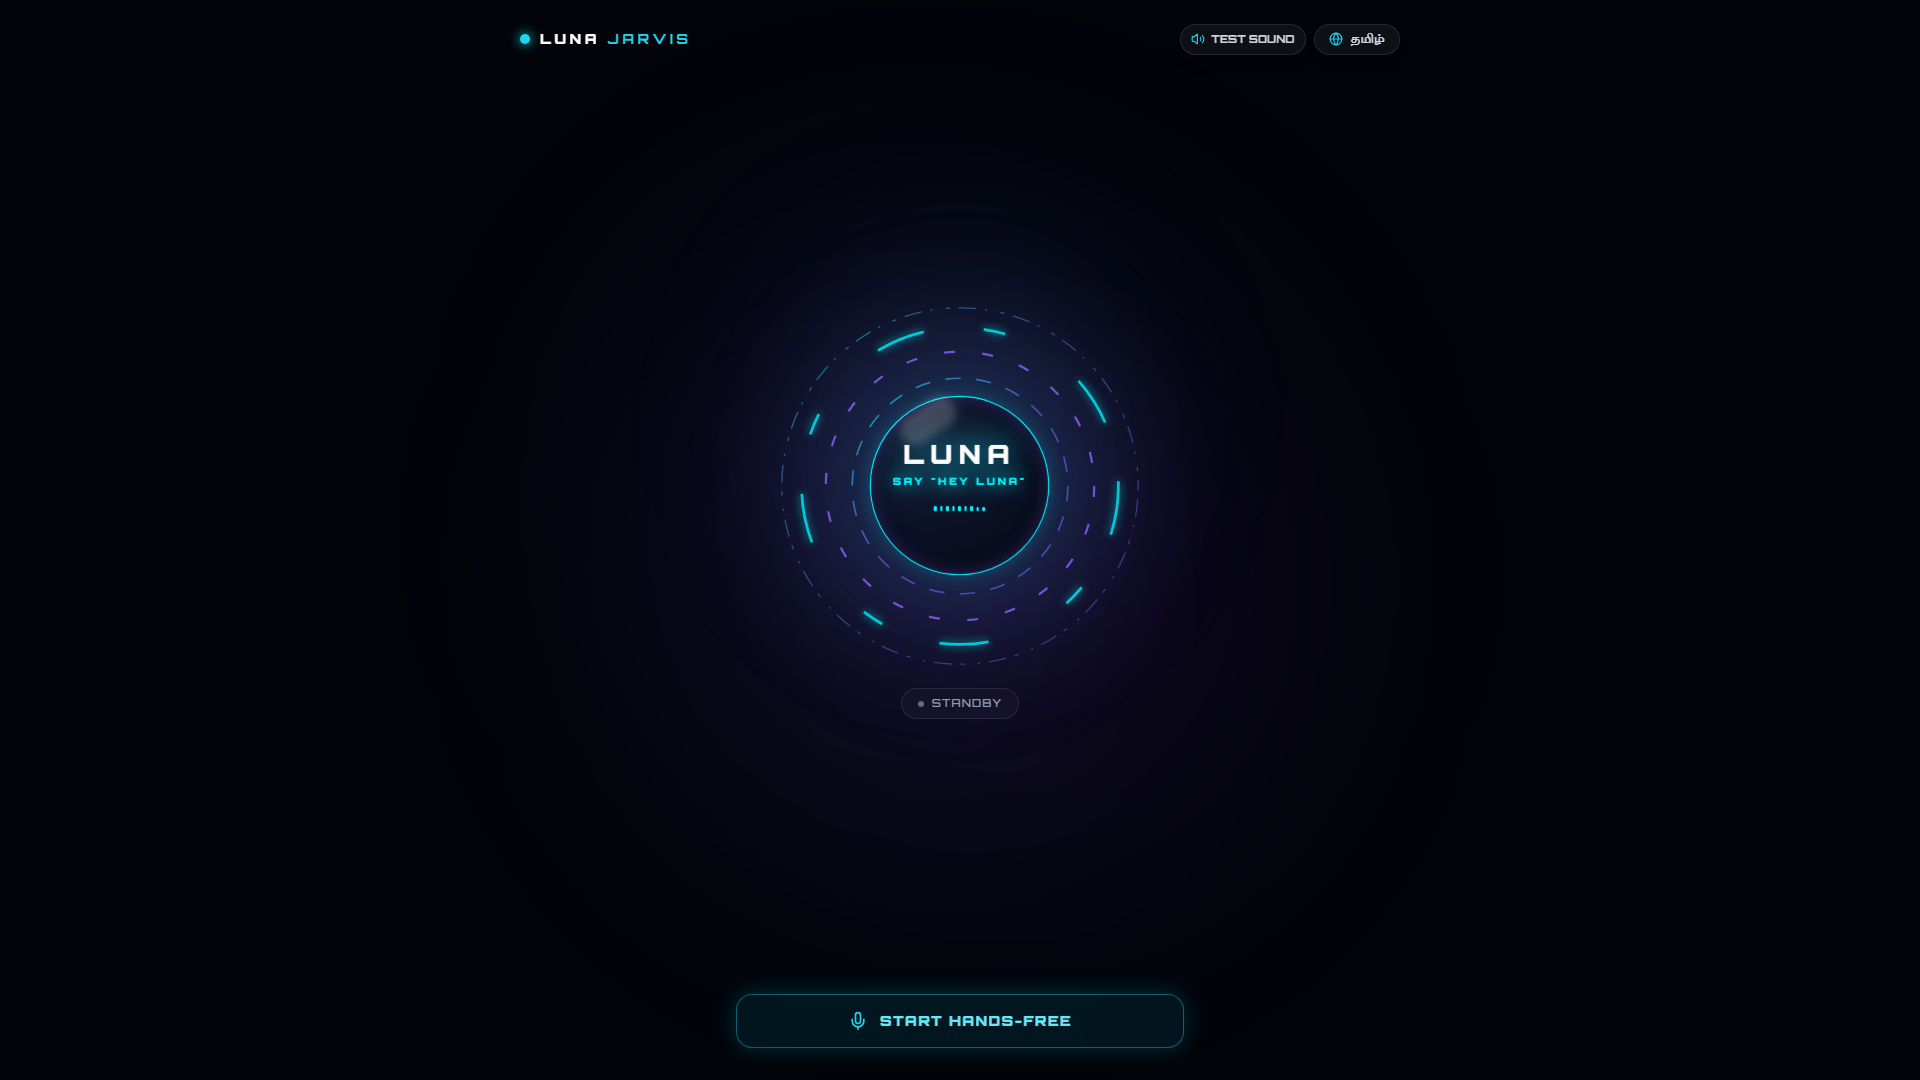 LUNA JARVIS
TEST SOUND
தமிழ்
LUNA
SAY "HEY LUNA"
STANDBY
START HANDS-FREE